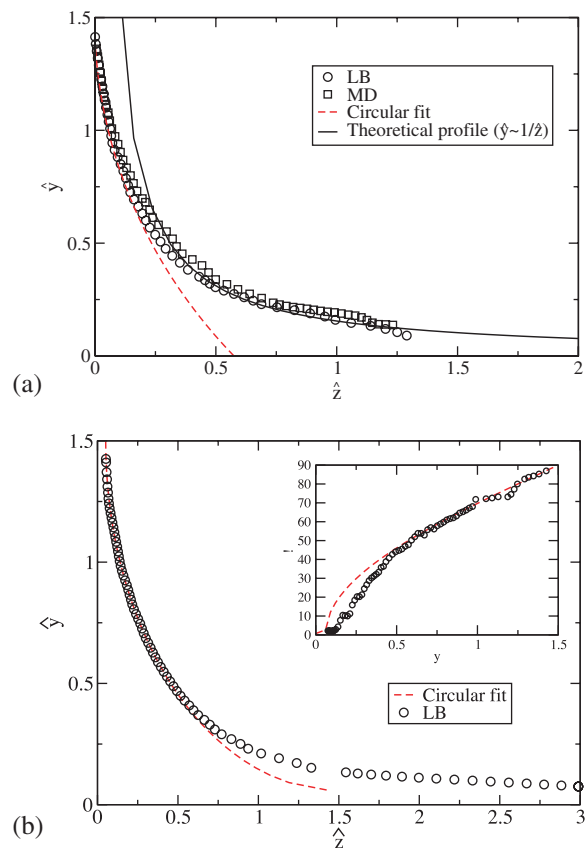 1.5
LB
MD
Circular fit
Theoretical profile (ŷ~1/ẑ)
1
ŷ
0.5
0
0 0.5 1 1.5 2
ẑ
(a)
1.5
90
80
70
60
50
40
30
20
10
0
!
0 0.5 1 1.5
y
1
ŷ
0.5
Circular fit
LB
0
0 0.5 1 1.5 2 2.5 3
ẑ
(b)